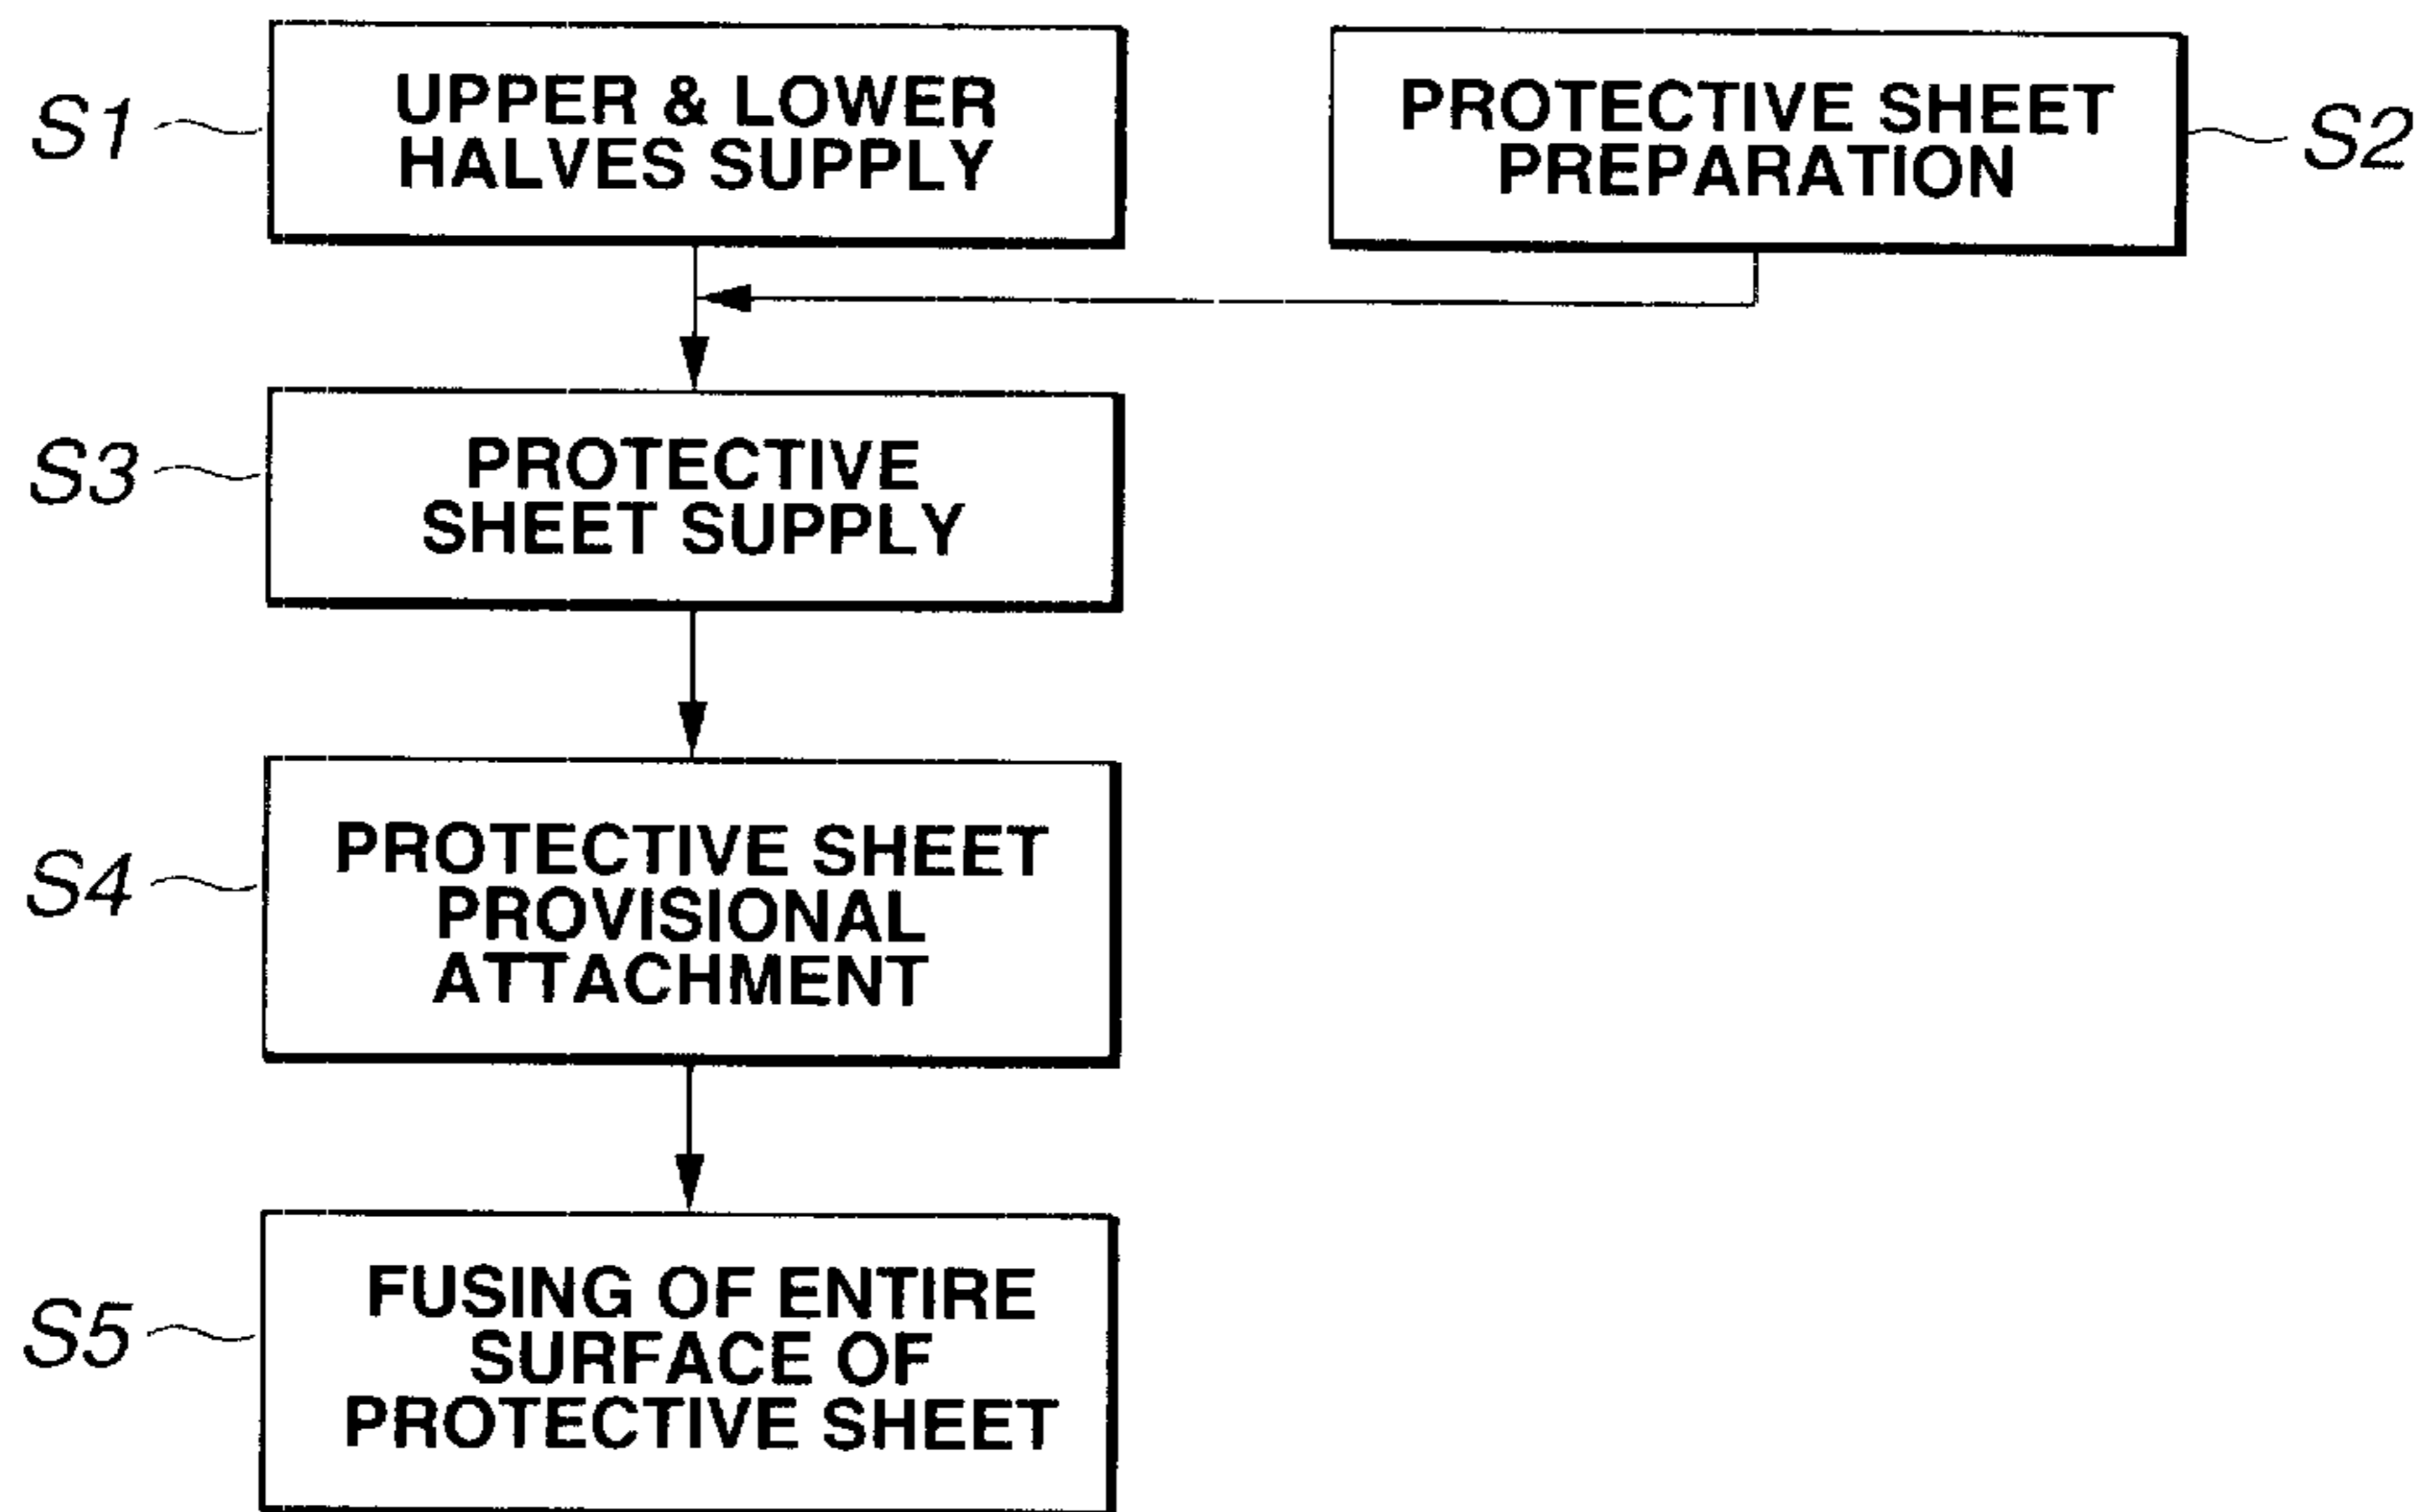 S1
UPPER & LOWER
HALVES SUPPLY
PROTECTIVE SHEET
PREPARATION
S2
S3
PROTECTIVE
SHEET SUPPLY
S4
PROTECTIVE SHEET
PROVISIONAL
ATTACHMENT
S5
FUSING OF ENTIRE
SURFACE OF
PROTECTIVE SHEET